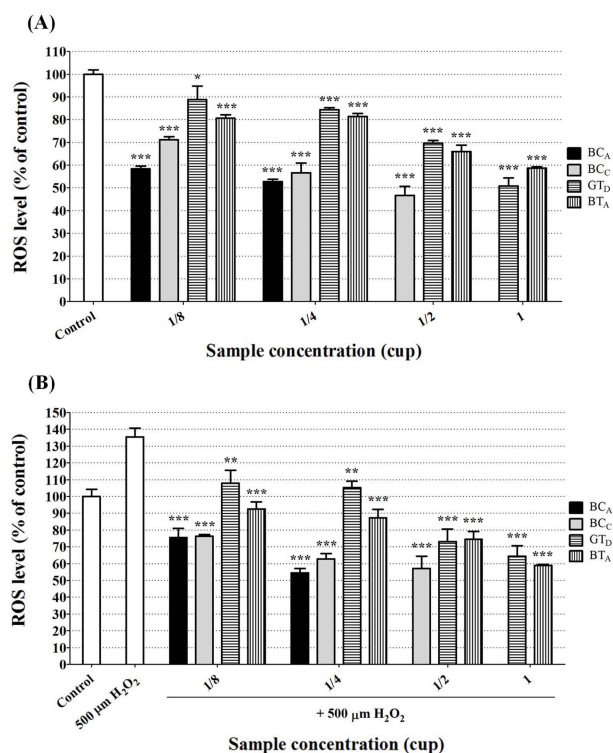 (A)
ROS level (% of control)
110
100
90
80
70
60
50
40
30
20
10
0
*** *** * ***
*** *** *** ***
*** *** ***
*** ***
BCA
BCC
GTD
BTA
Control 1/8 1/4 1/2 1
Sample concentration (cup)
(B)
ROS level (% of control)
150
140
130
120
110
100
90
80
70
60
50
40
30
20
10
0
*** *** ** ***
*** *** ** ***
*** *** ***
*** ***
BCA
BCC
GTD
BTA
Control 500 μm H2O2 1/8 1/4 1/2 1
+ 500 μm H2O2
Sample concentration (cup)